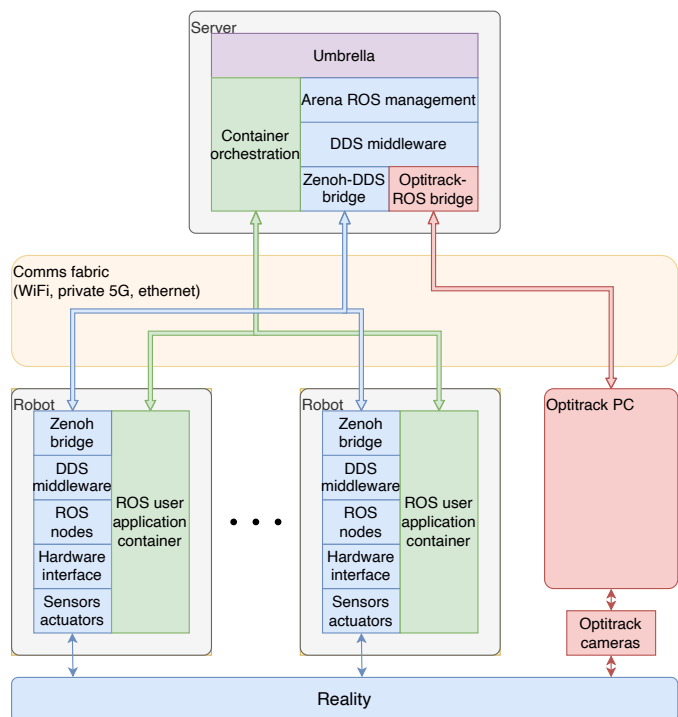 Server
Umbrella
Arena ROS management
Container
orchestration
DDS middleware
Zenoh-DDS
bridge
Optitrack-
ROS bridge
Comms fabric
(WiFi, private 5G, ethernet)
Robot
Zenoh
bridge
DDS
middleware
ROS
nodes
Hardware
interface
Sensors
actuators
ROS user
application
container
Robot
Zenoh
bridge
DDS
middleware
ROS
nodes
Hardware
interface
Sensors
actuators
ROS user
application
container
Optitrack PC
Optitrack
cameras
Reality